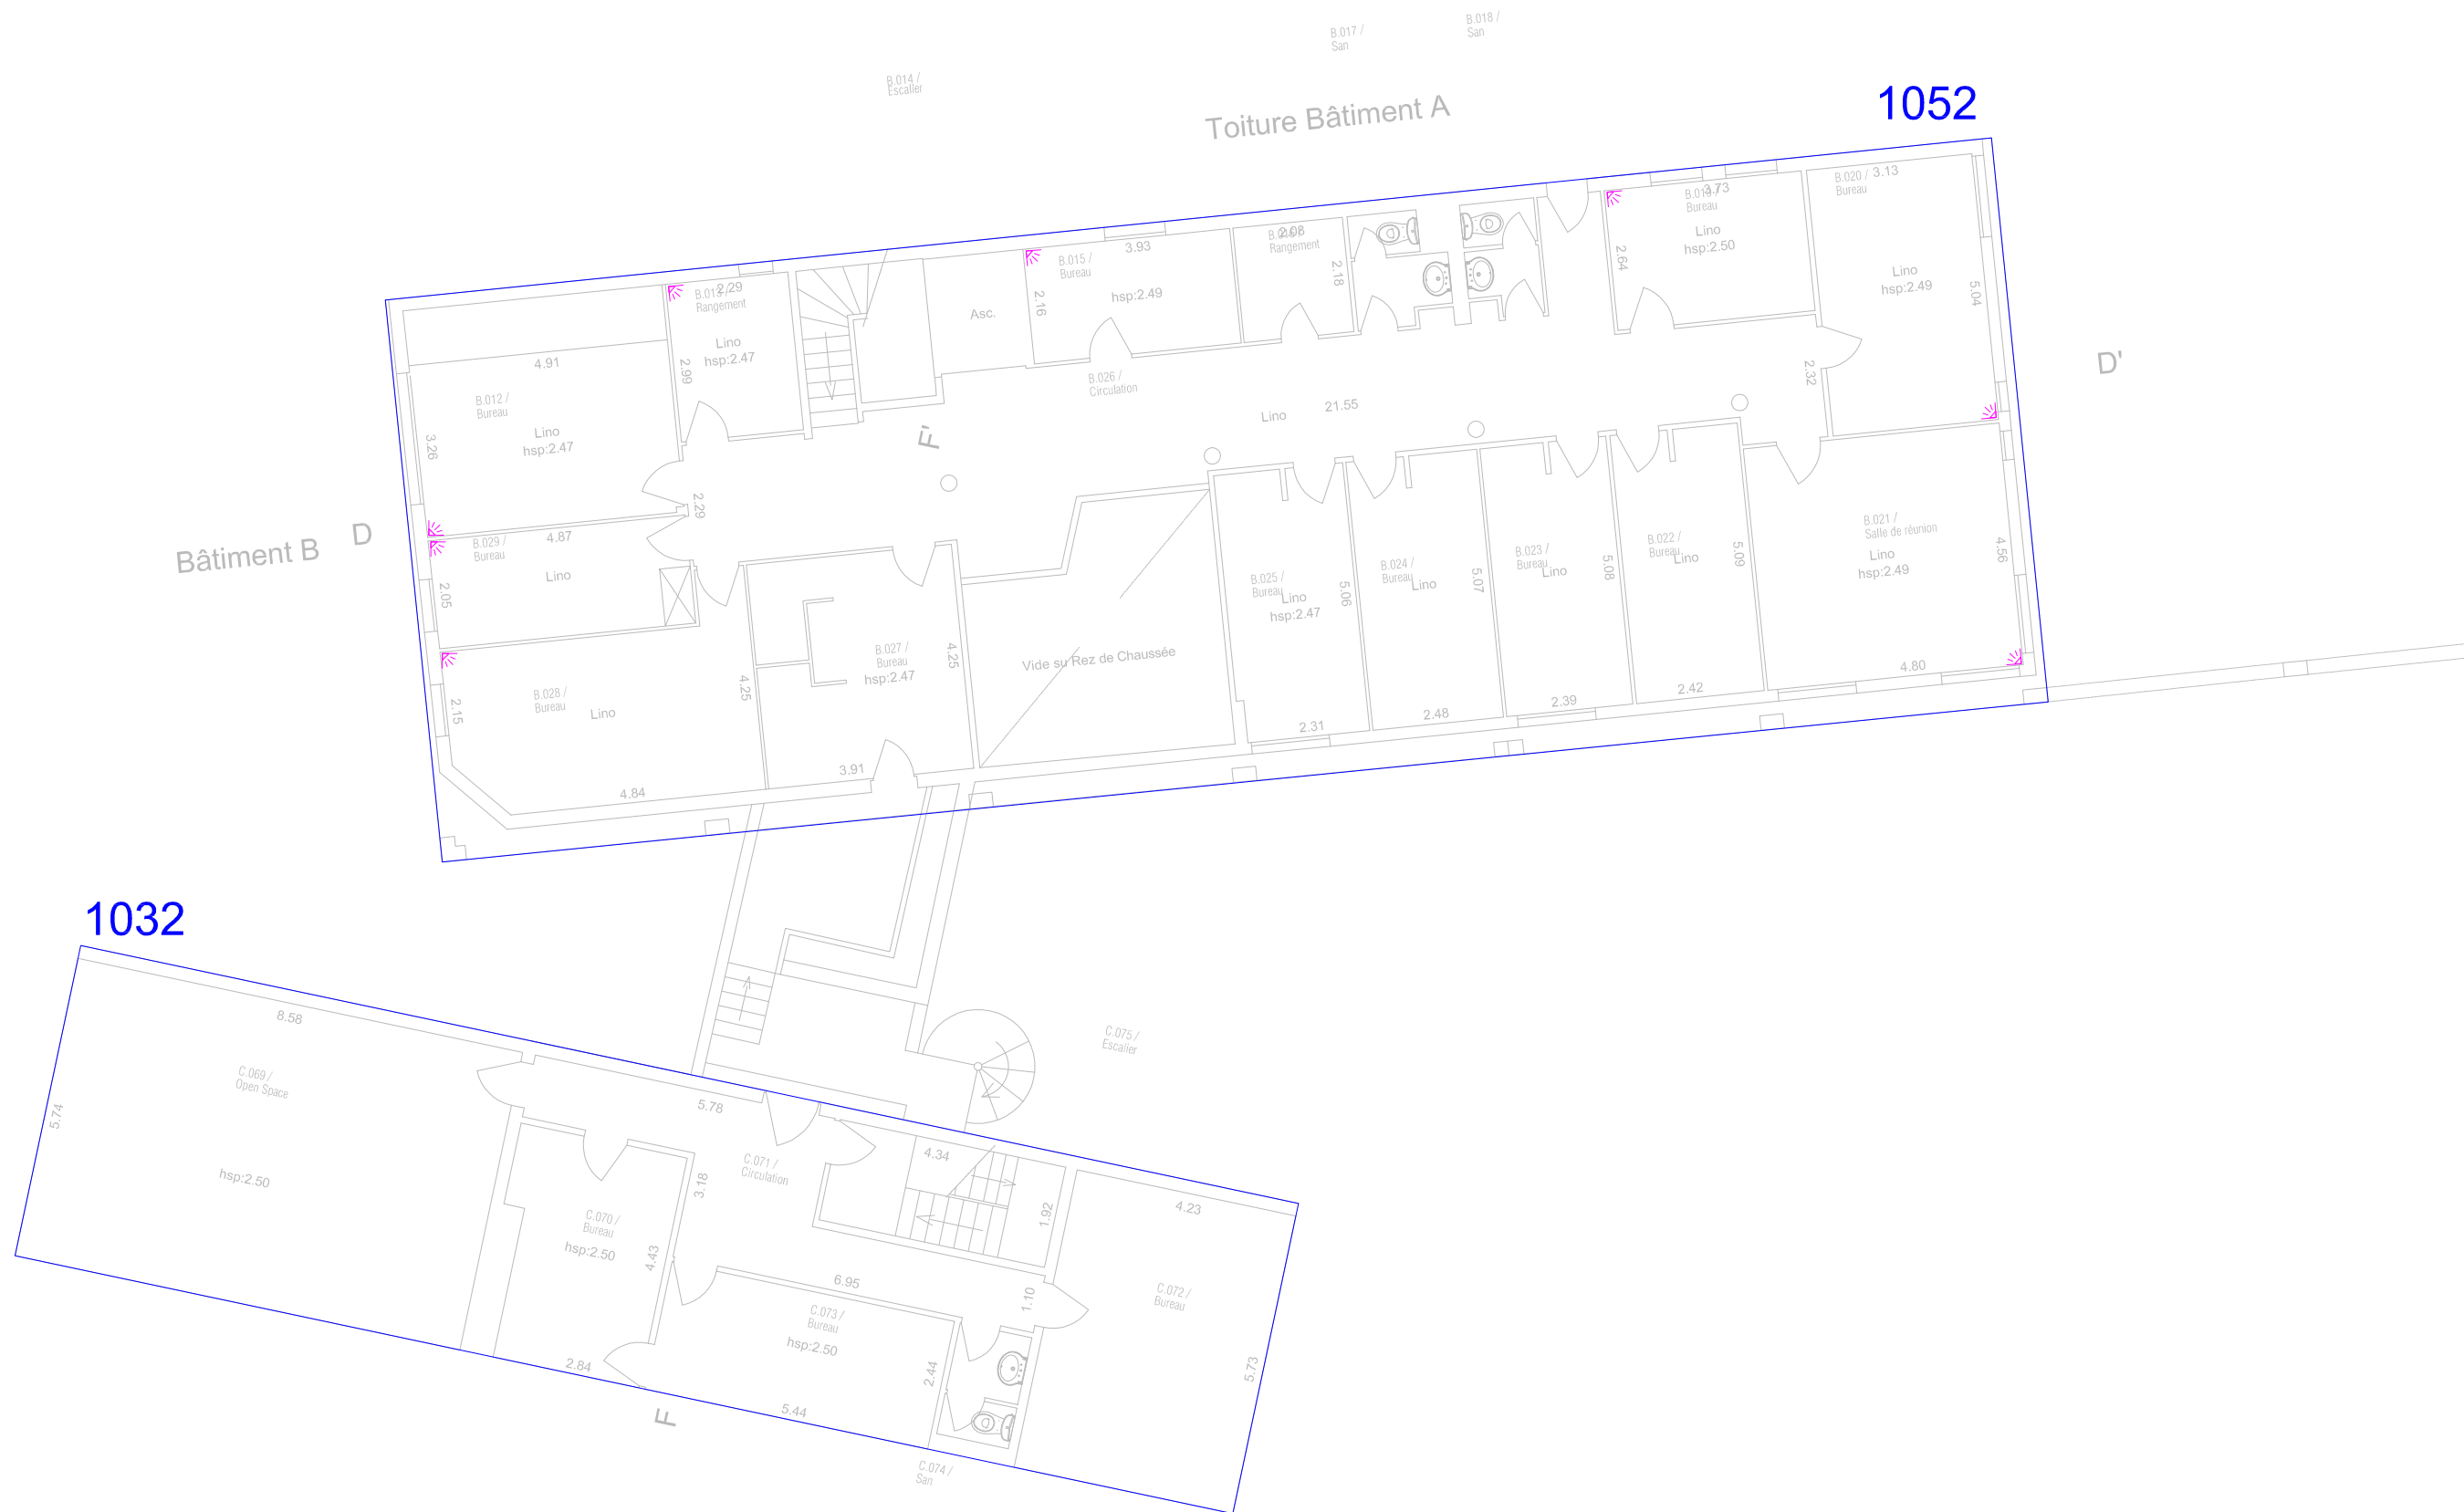 B.018 /
San
B.017 /
San
B.014 /
Escalier
Toiture Bâtiment A
1052
B.020 / 3.13
Bureau
3.73
Bureau
Lino
hsp:2.50
2.64
Lino
hsp:2.49
5.04
2.08
Rangement
2.18
3.93
B.015 /
Bureau
hsp:2.49
2.16
Asc.
2.29
Rangement
Lino
hsp:2.47
2.99
4.91
B.012 /
Bureau
Lino
hsp:2.47
3.26
B.026 /
Circulation
Lino
21.55
2.32
D'
F'
2.29
Bâtiment B
D
B.029 /
Bureau
4.87
Lino
2.05
B.028 /
Bureau
Lino
2.15
4.84
4.25
B.027 /
Bureau
hsp:2.47
4.25
3.91
Vide su Rez de Chaussée
B.025 /
Bureau
Lino
hsp:2.47
5.06
2.31
B.024 /
Bureau
Lino
5.07
2.48
B.023 /
Bureau
Lino
5.08
2.39
B.022 /
Bureau
Lino
5.09
2.42
B.021 /
Salle de réunion
Lino
hsp:2.49
4.56
4.80
1032
8.58
C.069 /
Open Space
5.74
hsp:2.50
5.78
C.075 /
Escalier
C.071 /
Circulation
3.18
4.34
1.92
4.23
C.070 /
Bureau
hsp:2.50
4.43
2.84
6.95
1.10
C.073 /
Bureau
hsp:2.50
2.44
5.44
C.072 /
Bureau
5.73
F
C.074 /
San